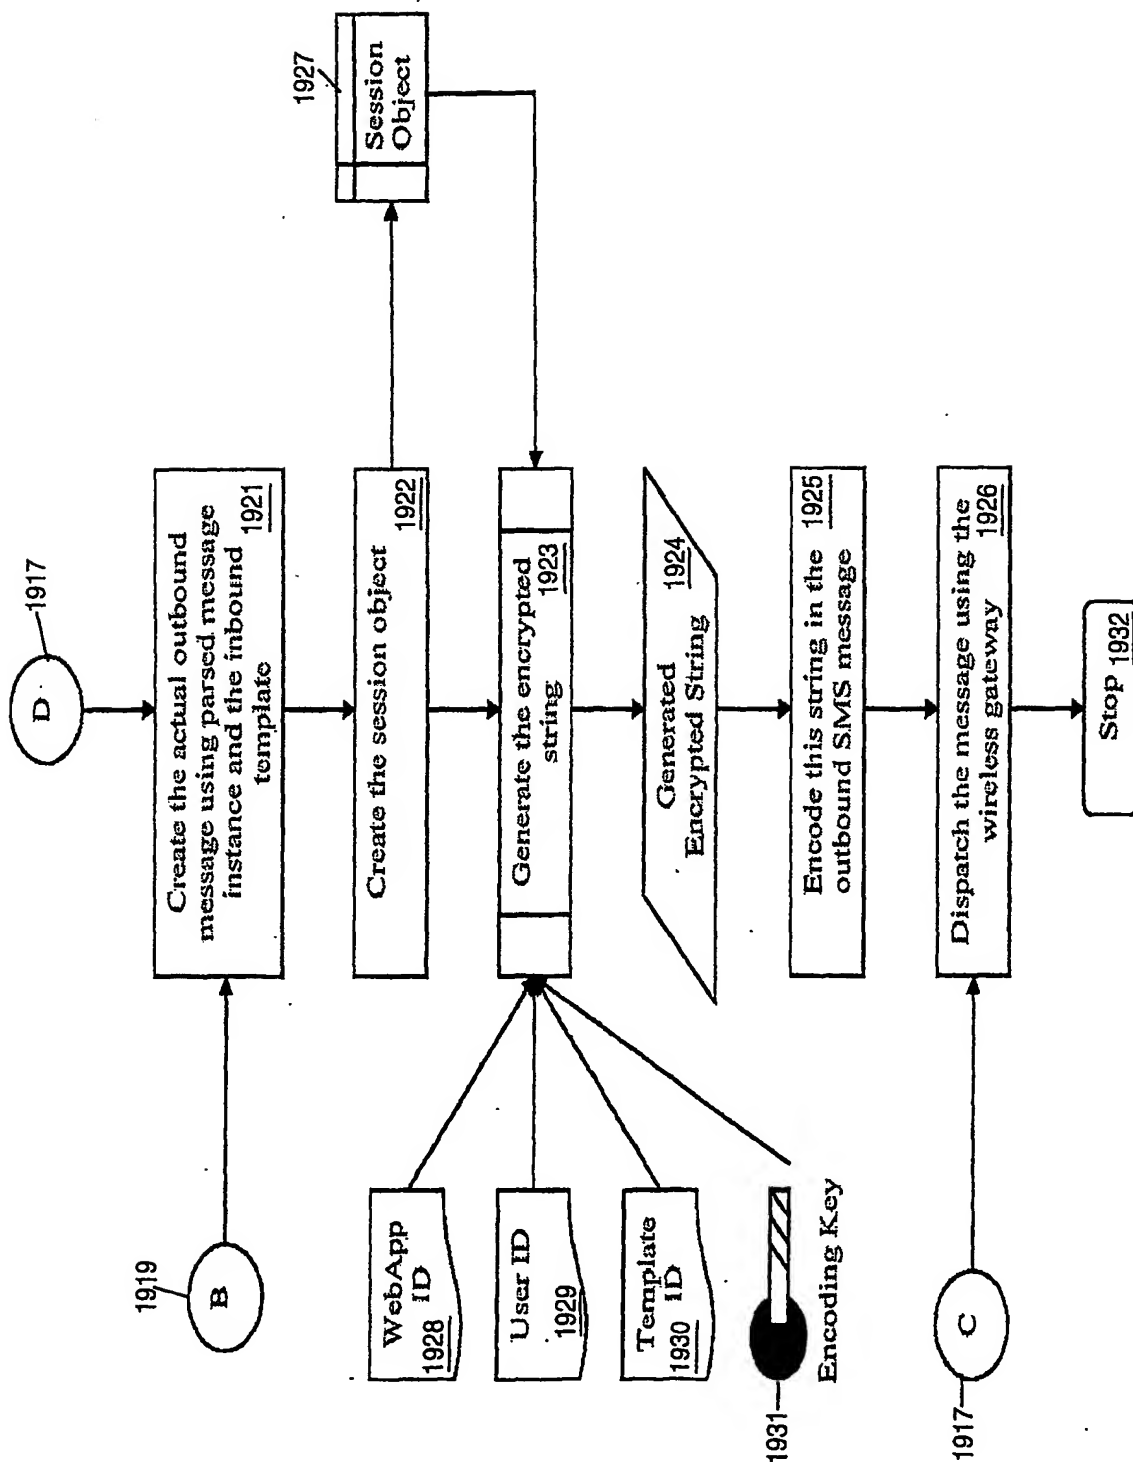 D
1917
B
1919
Create the actual outbound
message using parsed message
instance and the inbound
template
1921
Create the session object
1922
1927
Session
Object
WebApp
ID
1928
User ID
1929
Template
ID
1930
1931
Encoding Key
Generate the encrypted
string
1923
Generated
Encrypted String
1924
Encode this string in the
outbound SMS message
1925
C
1917
Dispatch the message using the
wireless gateway
1926
Stop
1932